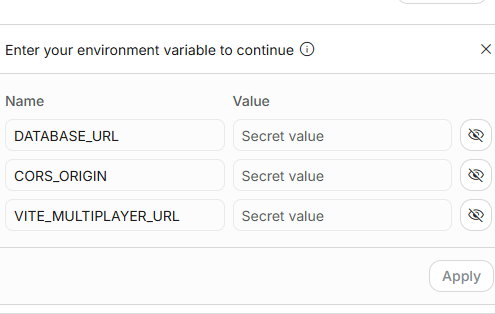 Enter your environment variable to continue
Name Value
DATABASE_URL Secret value
CORS_ORIGIN Secret value
VITE_MULTIPLAYER_URL Secret value
Apply